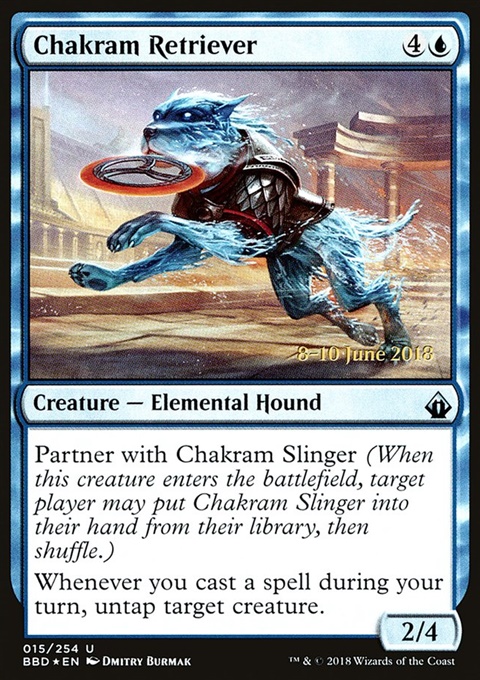 Chakram Retriever 4
8–10 June 2018
Creature — Elemental Hound
Partner with Chakram Slinger (When
this creature enters the battlefield, target
player may put Chakram Slinger into
their hand from their library, then
shuffle.)
Whenever you cast a spell during your
turn, untap target creature.
2/4
015/254 U
BBD ★ EN Dmitry Burmak
™ & © 2018 Wizards of the Coast